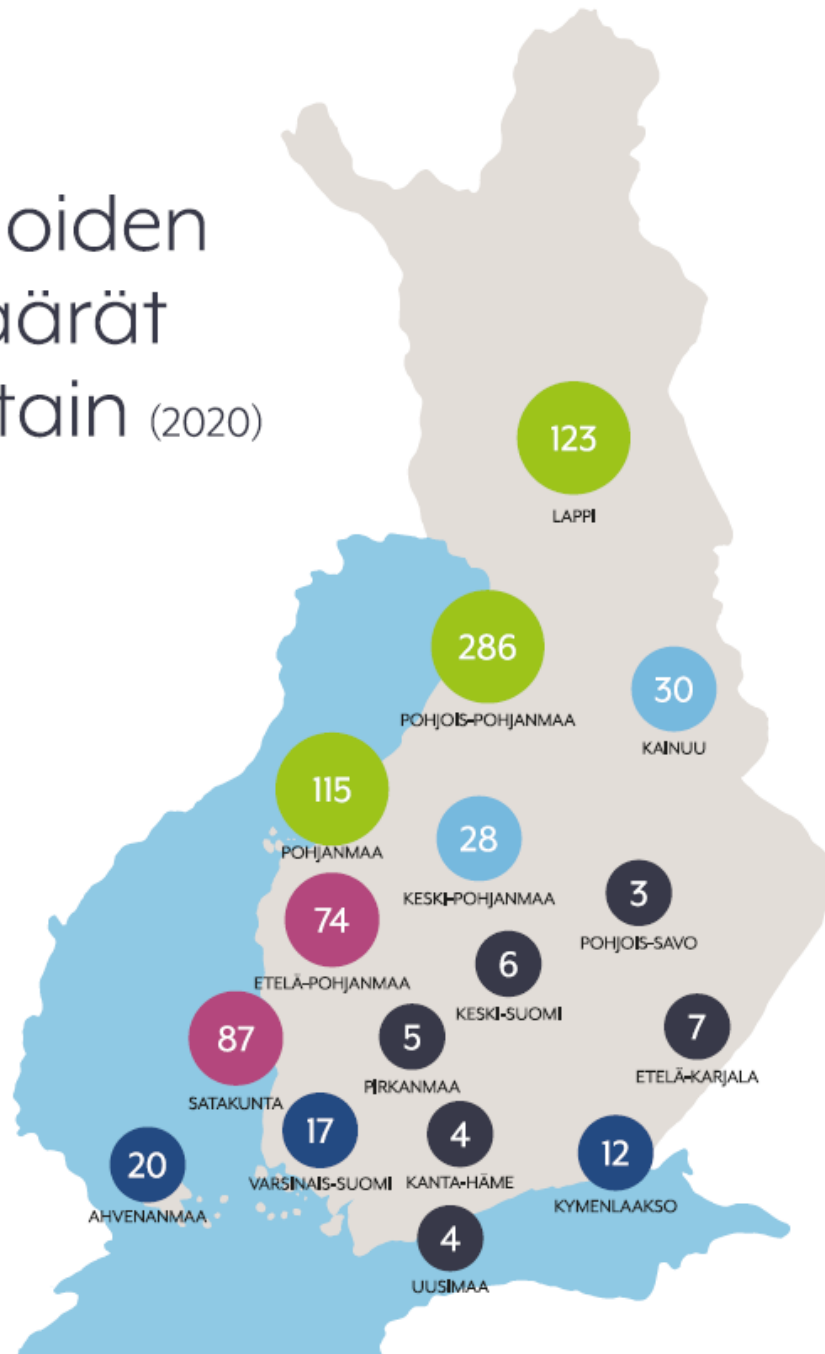 oiden
äärät
tain (2020)
123
LAPPI
286
POHJOIS-POHJANMAA
30
KAINUU
115
POHJANMAA
28
KESKI-POHJANMAA
3
POHJOIS-SAVO
74
ETELÄ-POHJANMAA
6
KESKI-SUOMI
87
SATAKUNTA
5
PIRKANMAA
7
ETELÄ-KARJALA
20
AHVENANMAA
17
VARSINAIS-SUOMI
4
KANTA-HÄME
12
KYMENLAAKSO
4
UUSIMAA